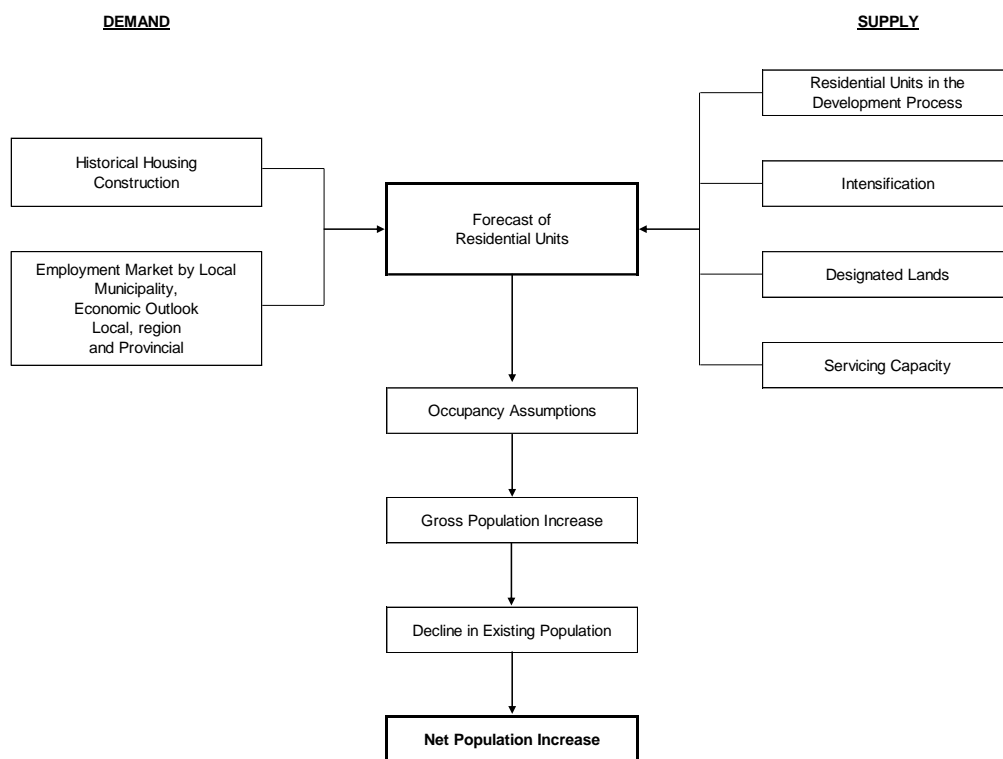 DEMAND
SUPPLY
Residential Units in the
Development Process
Historical Housing
Construction
Intensification
Forecast of
Residential Units
Employment Market by Local
Municipality,
Economic Outlook
Local, region
and Provincial
Designated Lands
Servicing Capacity
Occupancy Assumptions
Gross Population Increase
Decline in Existing Population
Net Population Increase